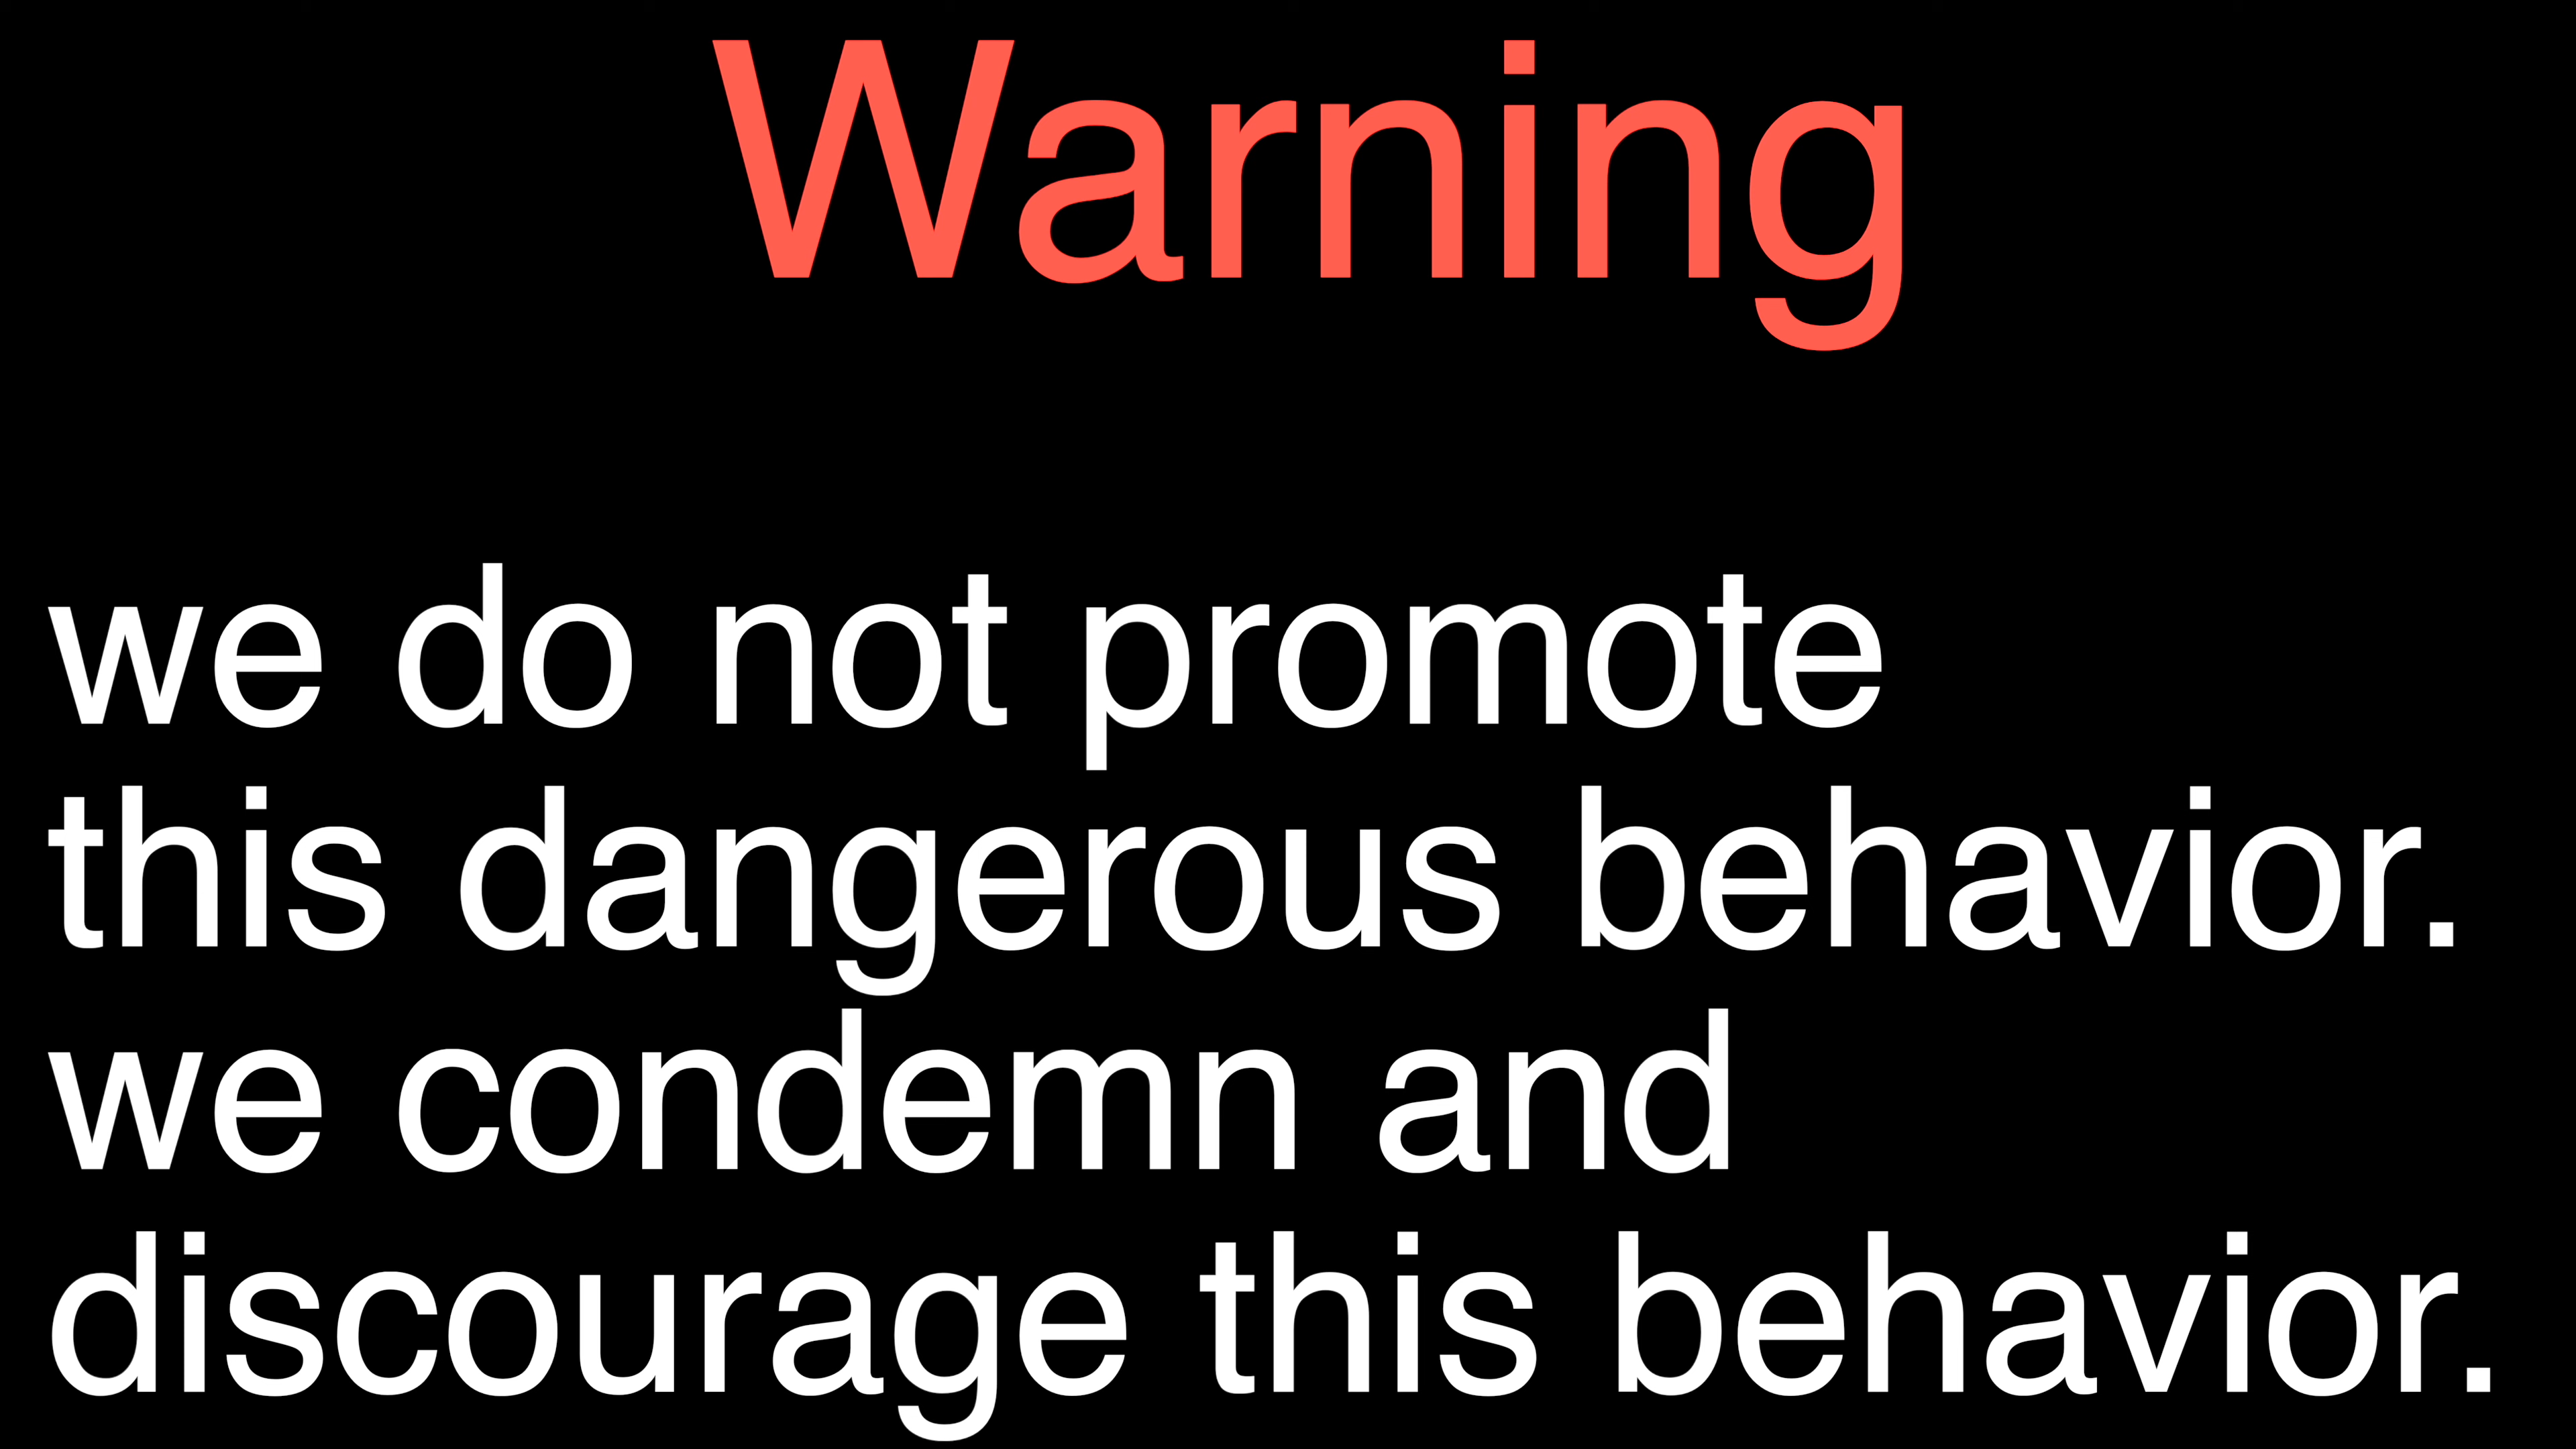 Warning
we do not promote
this dangerous behavior.
we condemn and
discourage this behavior.